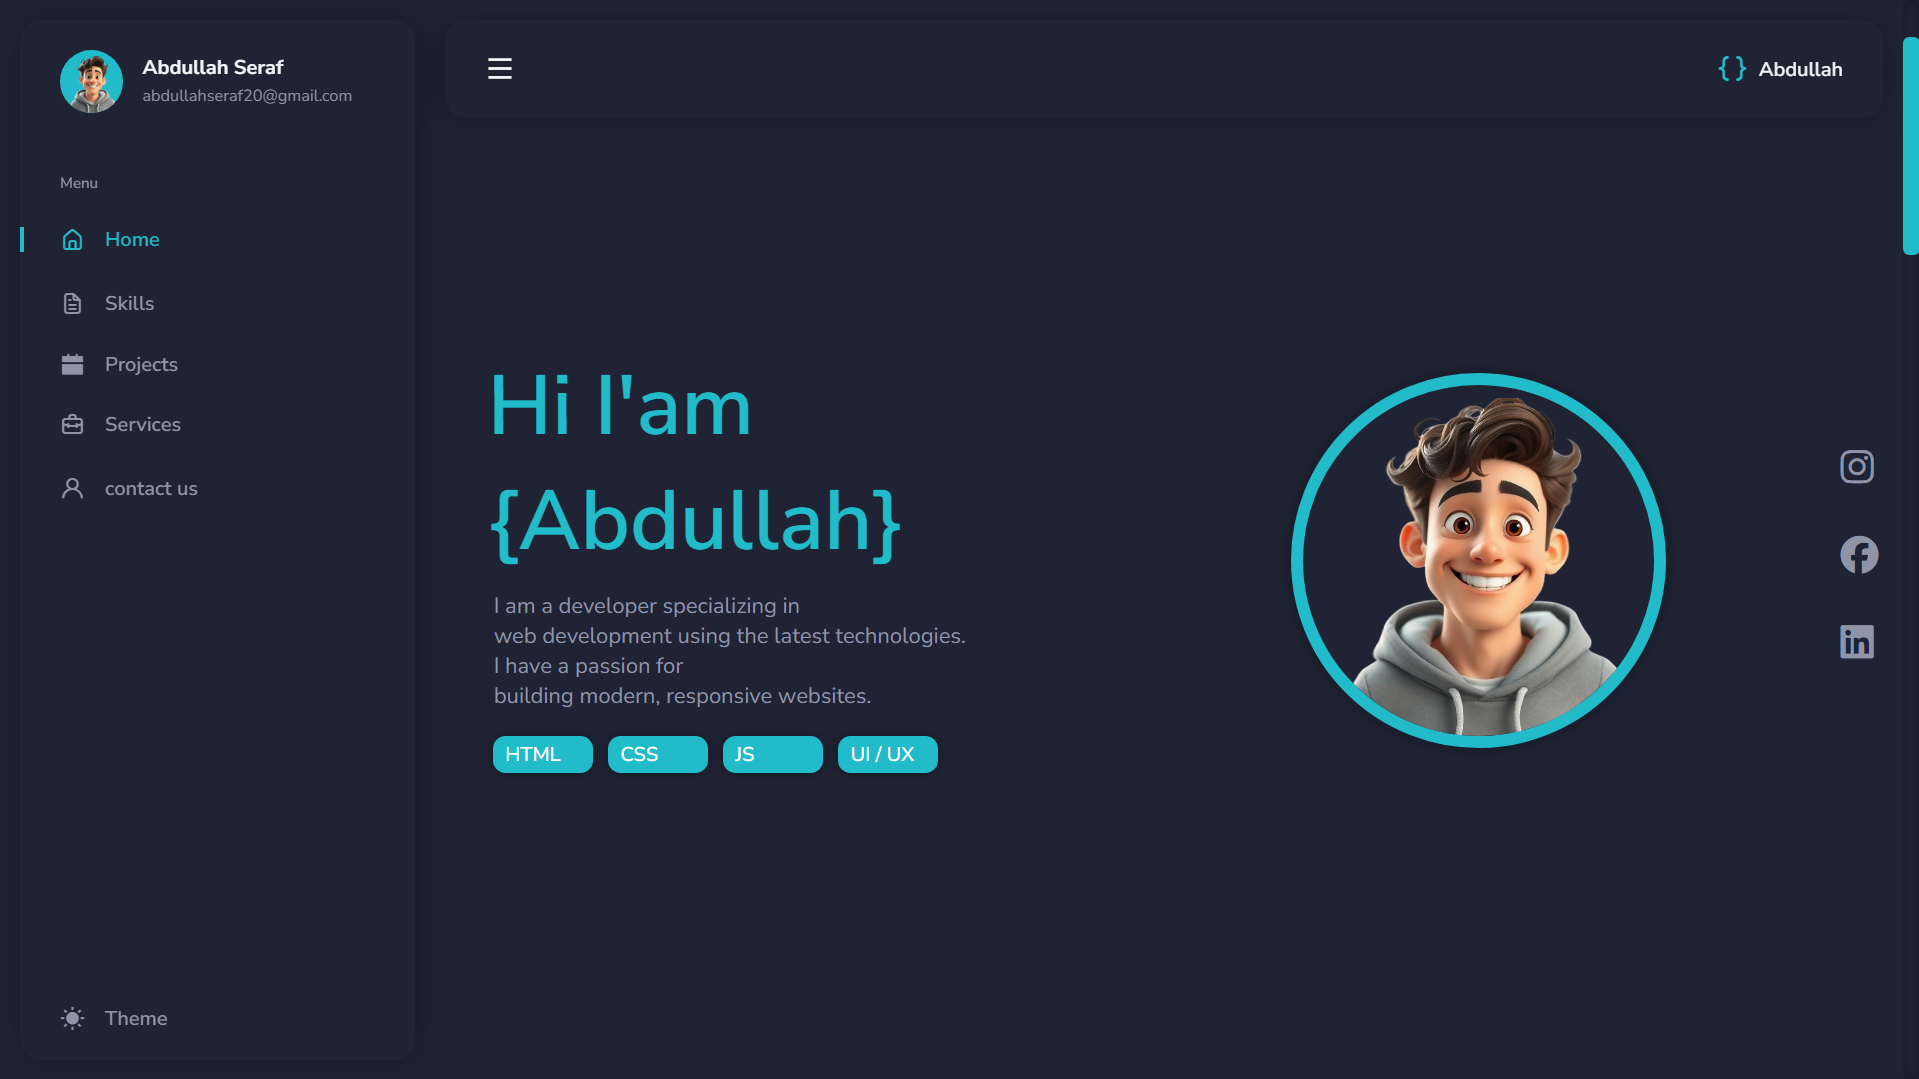 Abdullah Seraf
abdullahseraf20@gmail.com
Menu
Home
Skills
Projects
Services
contact us
Theme
{ } Abdullah
Hi I'am
{Abdullah}
I am a developer specializing in
web development using the latest technologies.
I have a passion for
building modern, responsive websites.
HTML
CSS
JS
UI / UX